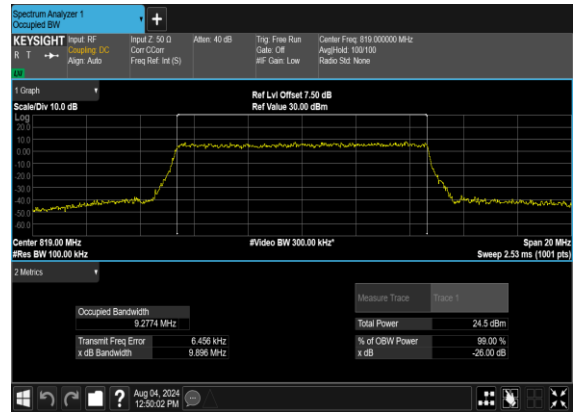 Spectrum Analyzer 1
Occupied BW
+
KEYSIGHT Input: RF Input Z: 50 Ω Atten: 40 dB Trig: Free Run Center Freq: 819.000000 MHz
R T Coupling: DC Corr CCorr Gate: Off Avg|Hold: 100/100
Align: Auto Freq Ref: Int (S) #IF Gain: Low Radio Std: None
LW
1 Graph
Ref Lvl Offset 7.50 dB
Scale/Div 10.0 dB Ref Value 30.00 dBm
Log
20.0
10.0
0.00
-10.0
-20.0
-30.0
-40.0
-50.0
-60.0
Center 819.00 MHz #Video BW 300.00 kHz* Span 20 MHz
#Res BW 100.00 kHz Sweep 2.53 ms (1001 pts)
2 Metrics
Measure Trace Trace 1
Occupied Bandwidth
9.2774 MHz Total Power 24.5 dBm
Transmit Freq Error 6.456 kHz % of OBW Power 99.00 %
x dB Bandwidth 9.896 MHz x dB -26.00 dB
? Aug 04, 2024
12:50:02 PM